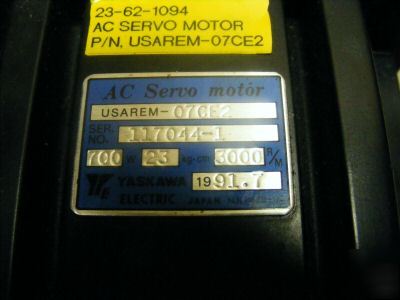 23-62-1094
AC SERVO MOTOR
P/N, USAREM-07CE2
AC Servo motor
USAREM-07CE2
SER. NO. 117044-1
700 W 23 kg-cm 3000 R/M
YASKAWA ELECTRIC 1991.7
JAPAN